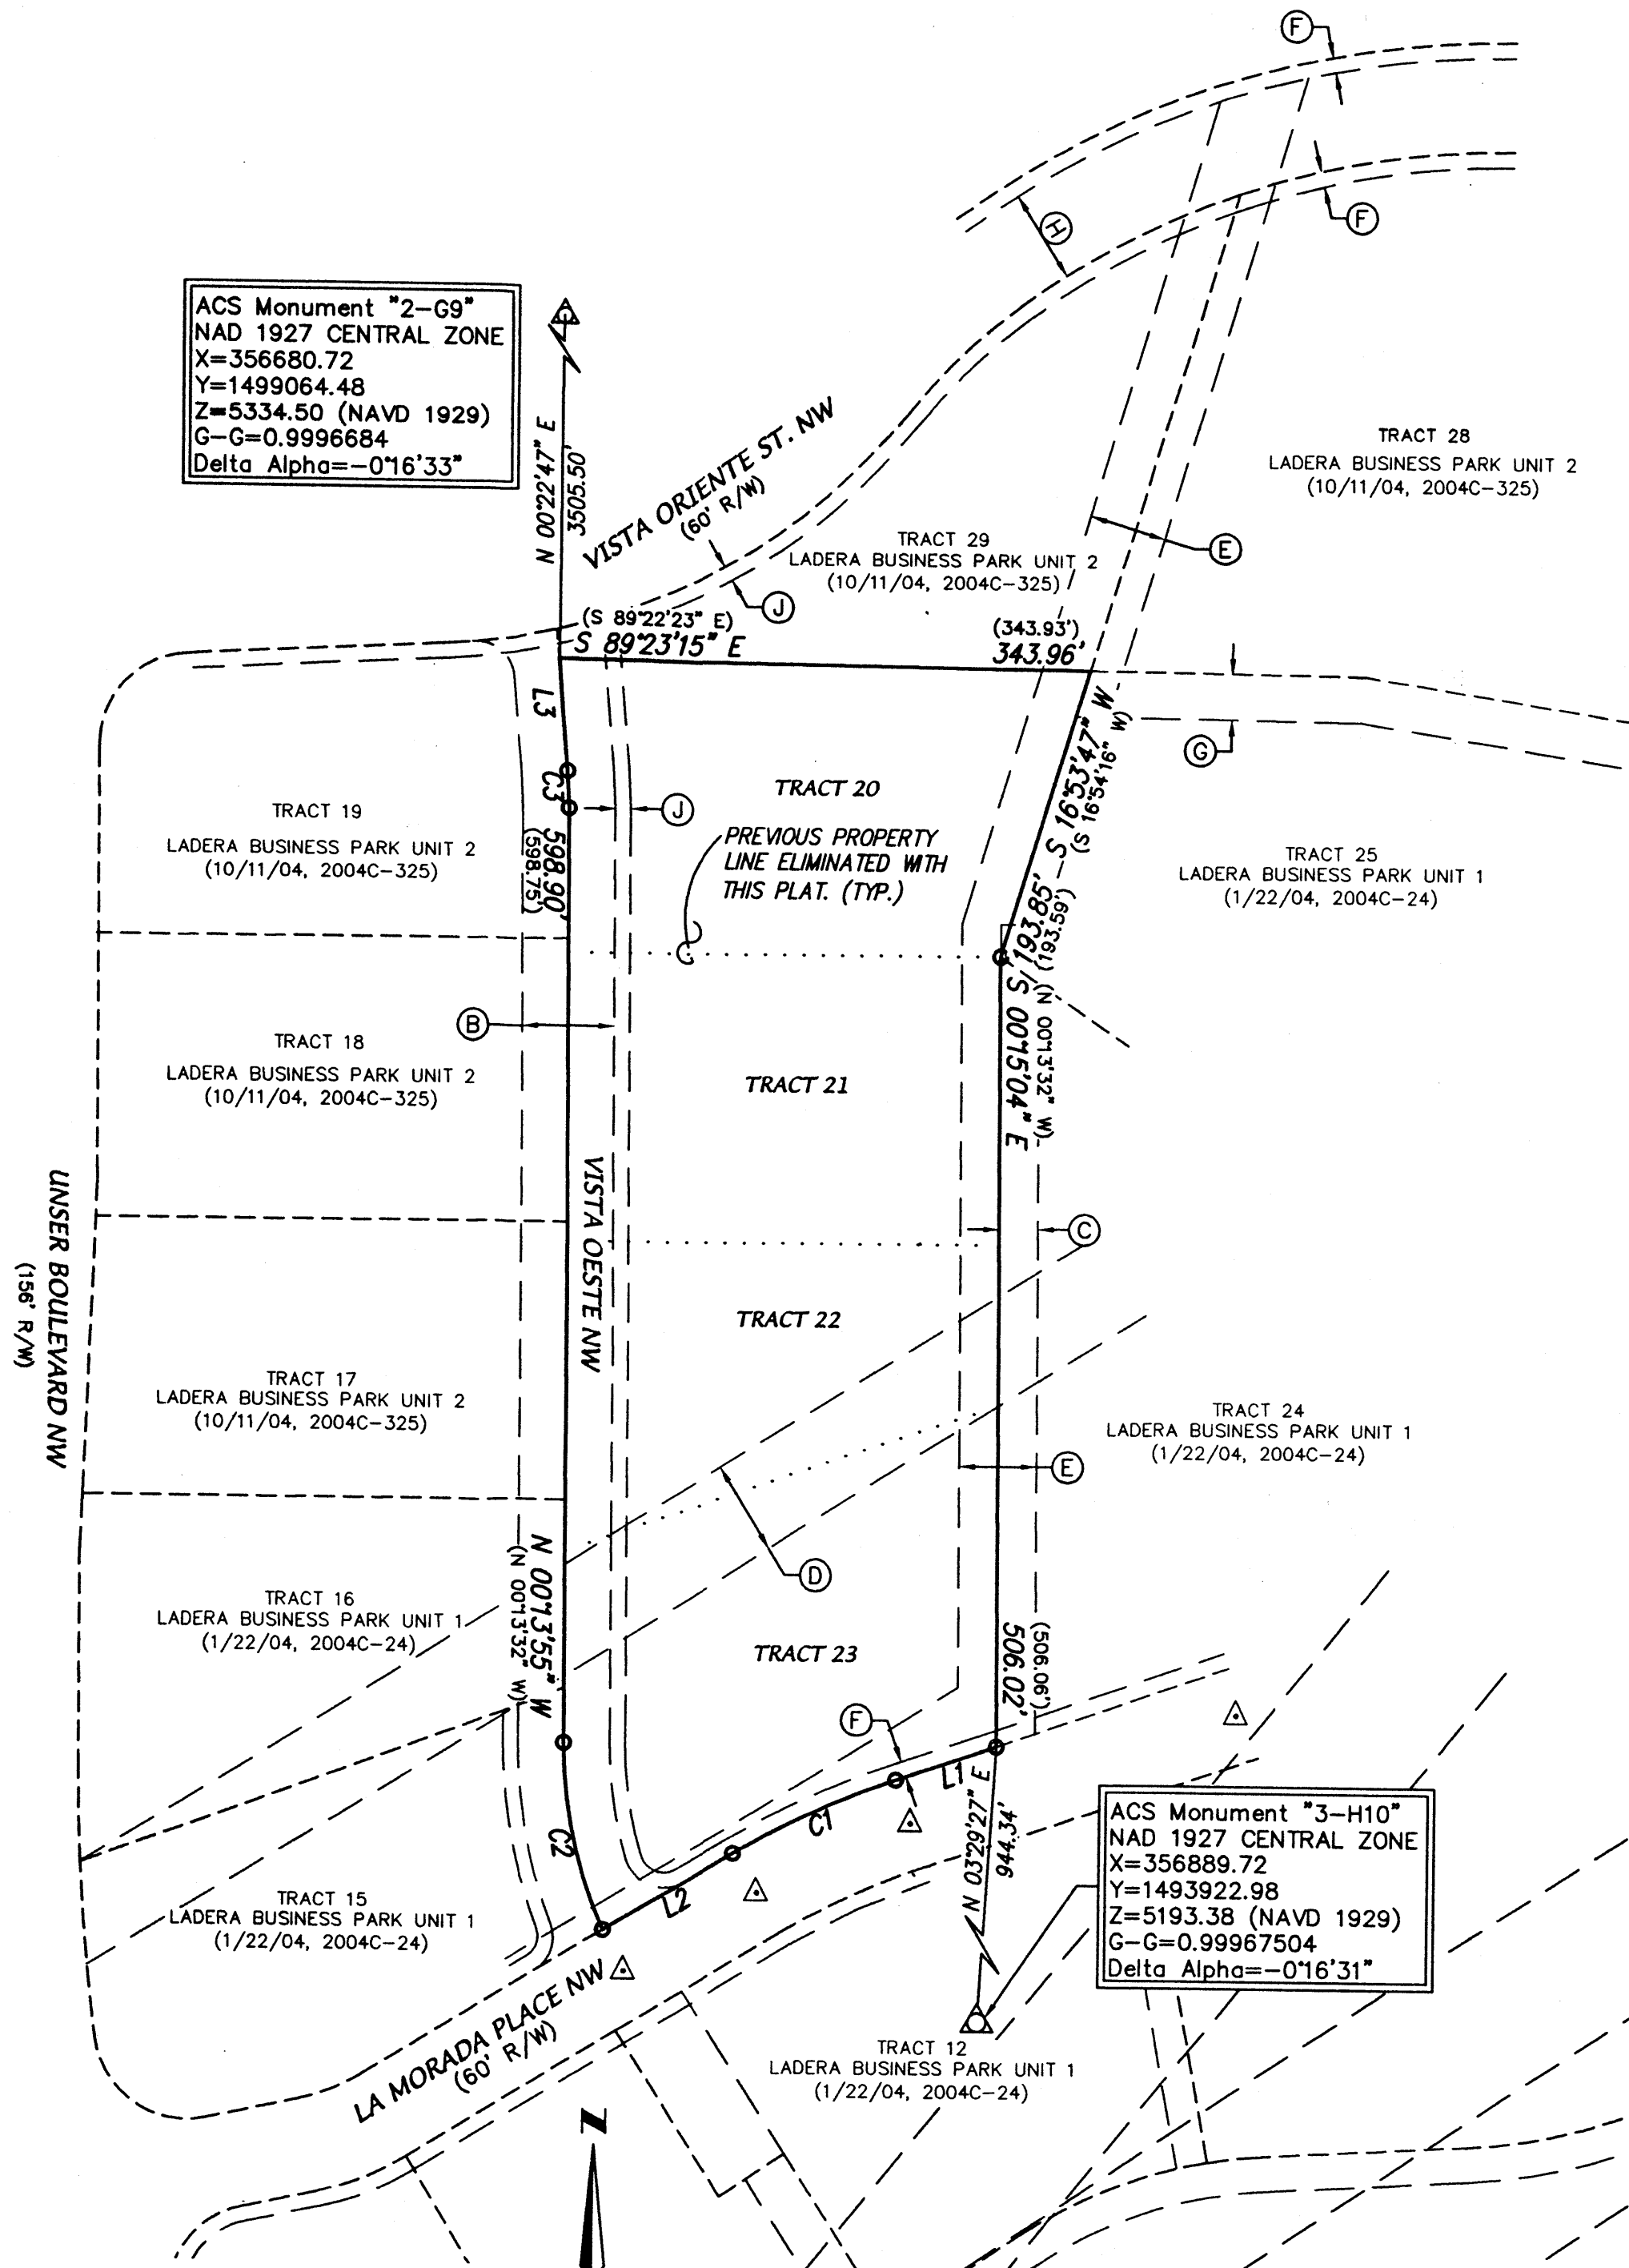 F
F
H
ACS Monument "2-G9"
NAD 1927 CENTRAL ZONE
X=356680.72
Y=1499064.48
Z=5334.50 (NAVD 1929)
G-G=0.9996684
Delta Alpha=-0°16'33"
N 00°22'47" E
3505.50'
VISTA ORIENTE ST. NW
(60' R/W)
TRACT 28
LADERA BUSINESS PARK UNIT 2
(10/11/04, 2004C-325)
TRACT 29
LADERA BUSINESS PARK UNIT 2
(10/11/04, 2004C-325)
E
J
(S 89°22'23" E)
S 89°23'15" E
(343.93')
343.96'
L3
C3
G
S 16°53'47" W
(S 16°54'16" W)
193.85'
(193.59')
TRACT 19
LADERA BUSINESS PARK UNIT 2
(10/11/04, 2004C-325)
598.90'
(598.75')
J
TRACT 20
PREVIOUS PROPERTY
LINE ELIMINATED WITH
THIS PLAT. (TYP.)
TRACT 25
LADERA BUSINESS PARK UNIT 1
(1/22/04, 2004C-24)
B
TRACT 18
LADERA BUSINESS PARK UNIT 2
(10/11/04, 2004C-325)
TRACT 21
(N 00°13'32" W)
S 00°15'04" E
UNSER BOULEVARD NW
(156' R/W)
VISTA OESTE NW
C
TRACT 22
TRACT 17
LADERA BUSINESS PARK UNIT 2
(10/11/04, 2004C-325)
TRACT 24
LADERA BUSINESS PARK UNIT 1
(1/22/04, 2004C-24)
E
D
N 00°13'55" W
(N 00°13'32" W)
TRACT 16
LADERA BUSINESS PARK UNIT 1
(1/22/04, 2004C-24)
TRACT 23
(506.06')
506.02'
F
L1
C1
C2
L2
N 03°29'27" E
944.34'
ACS Monument "3-H10"
NAD 1927 CENTRAL ZONE
X=356889.72
Y=1493922.98
Z=5193.38 (NAVD 1929)
G-G=0.99967504
Delta Alpha=-0°16'31"
TRACT 15
LADERA BUSINESS PARK UNIT 1
(1/22/04, 2004C-24)
LA MORADA PLACE NW
(60' R/W)
TRACT 12
LADERA BUSINESS PARK UNIT 1
(1/22/04, 2004C-24)
N